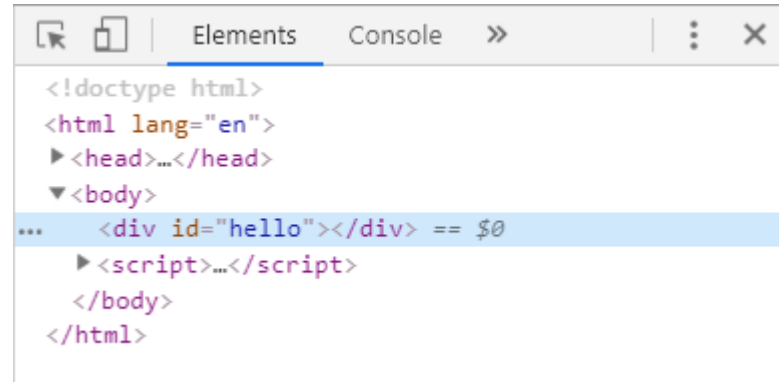 Elements Console »
<!doctype html>
<html lang="en">
▶<head>…</head>
▼<body>
… <div id="hello"></div> == $0
▶<script>…</script>
</body>
</html>